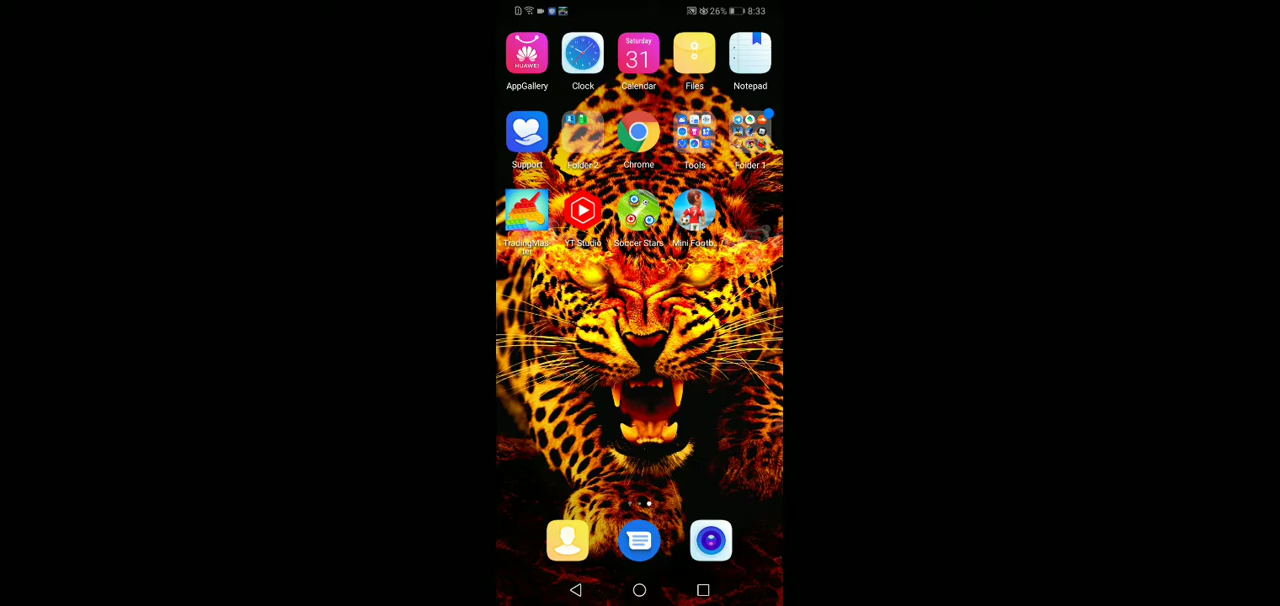 26% 8:33
Saturday
31
HUAWEI
AppGallery Clock Calendar Files Notepad
Support Folder 2 Chrome Tools Folder 1
TradingMas
ter
YT Studio Soccer Stars Mini Footb...